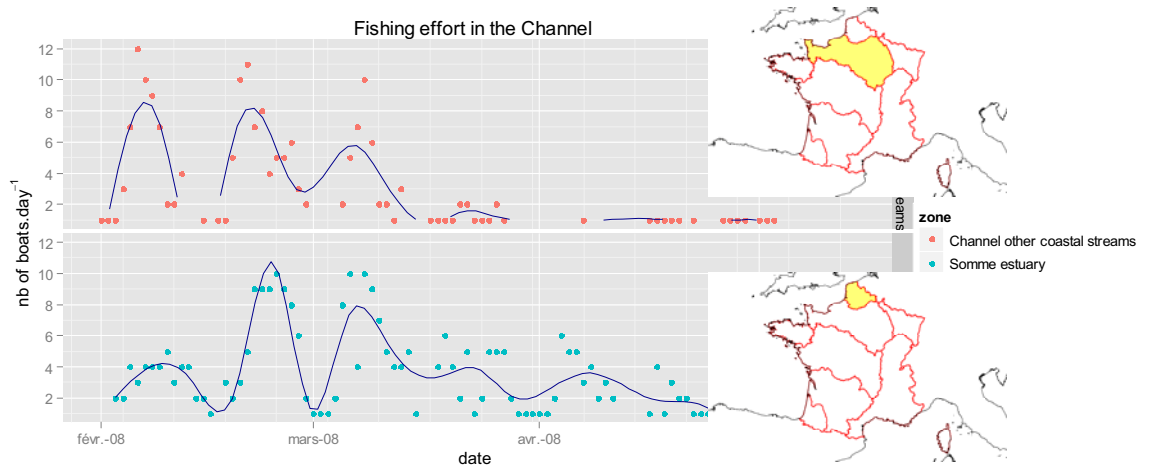 Fishing effort in the Channel
nb of boats.day⁻¹
12
10
8
6
4
2
12
10
8
6
4
2
févr.-08
mars-08
avr.-08
date
eams
zone
Channel other coastal streams
Somme estuary